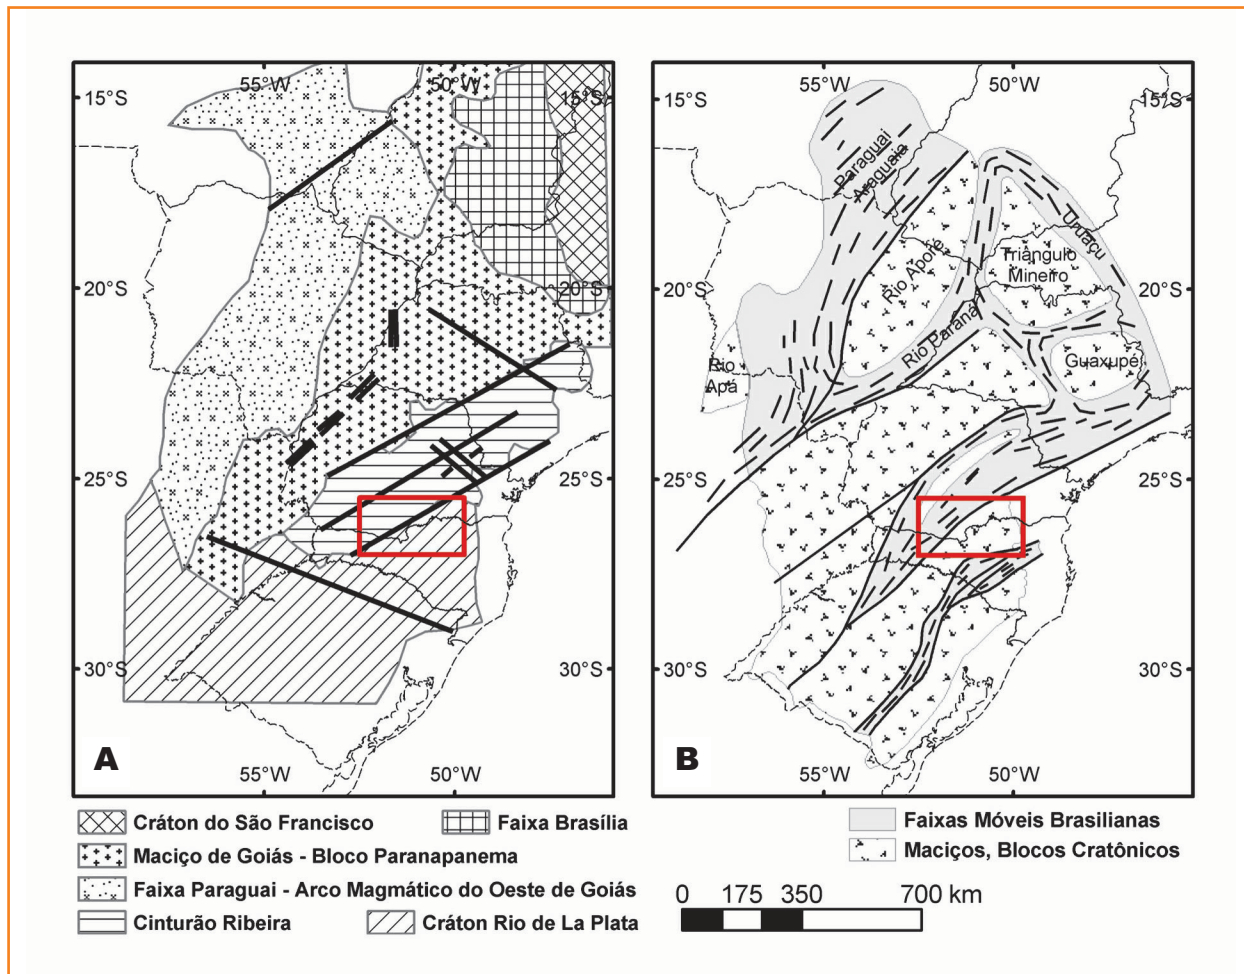 55°W
50°W
15°S
15°S
20°S
20°S
25°S
25°S
30°S
30°S
55°W
50°W
A
55°W
50°W
15°S
15°S
Paraguai
Araguaia
Uruaçu
Triângulo
Mineiro
Rio Aporé
20°S
20°S
Rio Paraná
Guaxupé
Rio
Apá
25°S
25°S
30°S
30°S
55°W
50°W
B
Cráton do São Francisco
Faixa Brasília
Maciço de Goiás - Bloco Paranapanema
Faixa Paraguai - Arco Magmático do Oeste de Goiás
Cinturão Ribeira
Cráton Rio de La Plata
Faixas Móveis Brasilianas
Maciços, Blocos Cratônicos
0 175 350 700 km